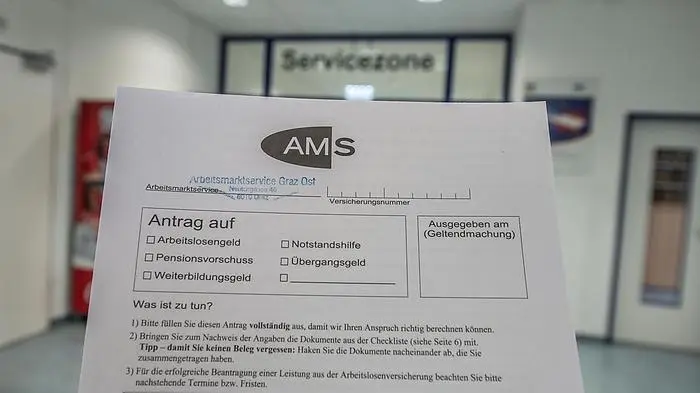 Servicezone
AMS
Arbeitsmarktservice Graz Ost
Arbeitsmarktservice
8010 Graz
Versicherungsnummer
Antrag auf
Arbeitslosengeld
Notstandshilfe
Pensionsvorschuss
Übergangsgeld
Weiterbildungsgeld
Ausgegeben am
(Geltendmachung)
Was ist zu tun?
1) Bitte füllen Sie diesen Antrag vollständig aus, damit wir Ihren Anspruch richtig berechnen können.
2) Bringen Sie zum Nachweis der Angaben die Dokumente aus der Checkliste (siehe Seite 6) mit.
Tipp – damit Sie keinen Beleg vergessen: Haken Sie die Dokumente nacheinander ab, die Sie
zusammengetragen haben.
3) Für die erfolgreiche Beantragung einer Leistung aus der Arbeitslosenversicherung beachten Sie bitte
nachstehende Termine bzw. Fristen.